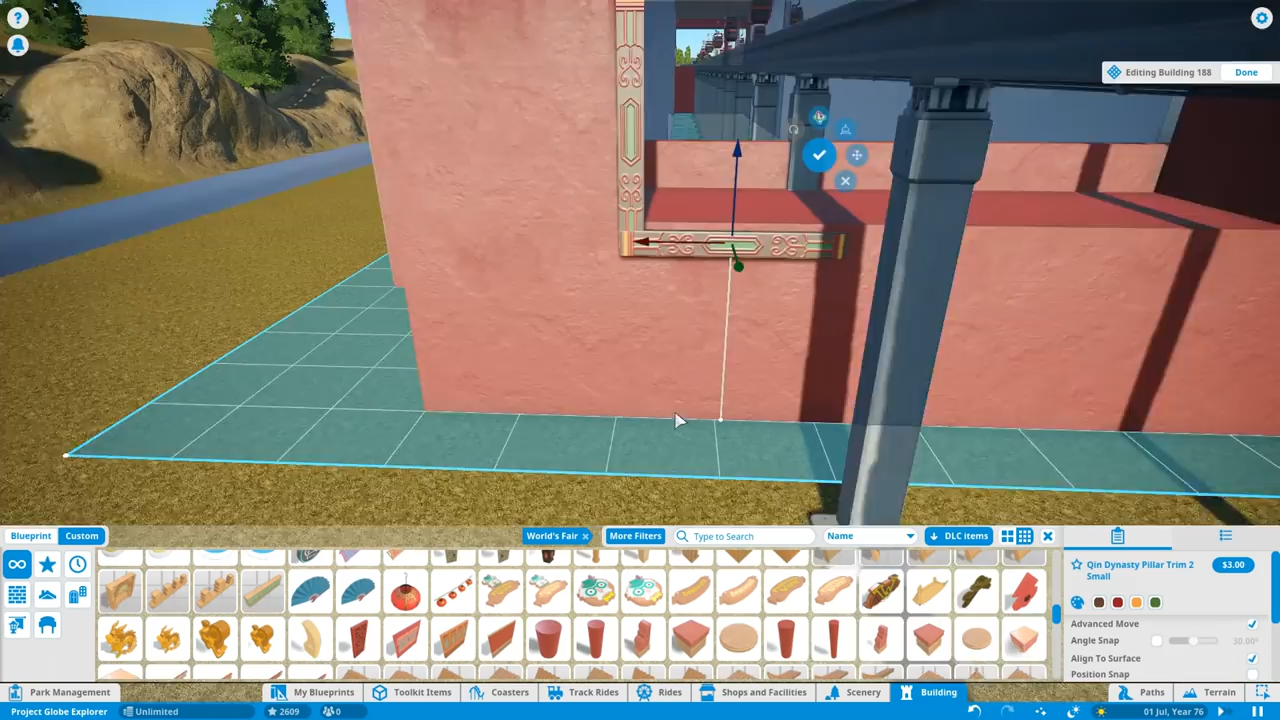 ?
Editing Building 188
Done
Blueprint
Custom
World's Fair ×
More Filters
Type to Search
Name
DLC items
Qin Dynasty Pillar Trim 2 Small
$3.00
Advanced Move
Angle Snap
30.00°
Align To Surface
Position Snap
Park Management
My Blueprints
Toolkit Items
Coasters
Track Rides
Rides
Shops and Facilities
Scenery
Building
Paths
Terrain
Project Globe Explorer
Unlimited
2609
0
01 Jul, Year 76